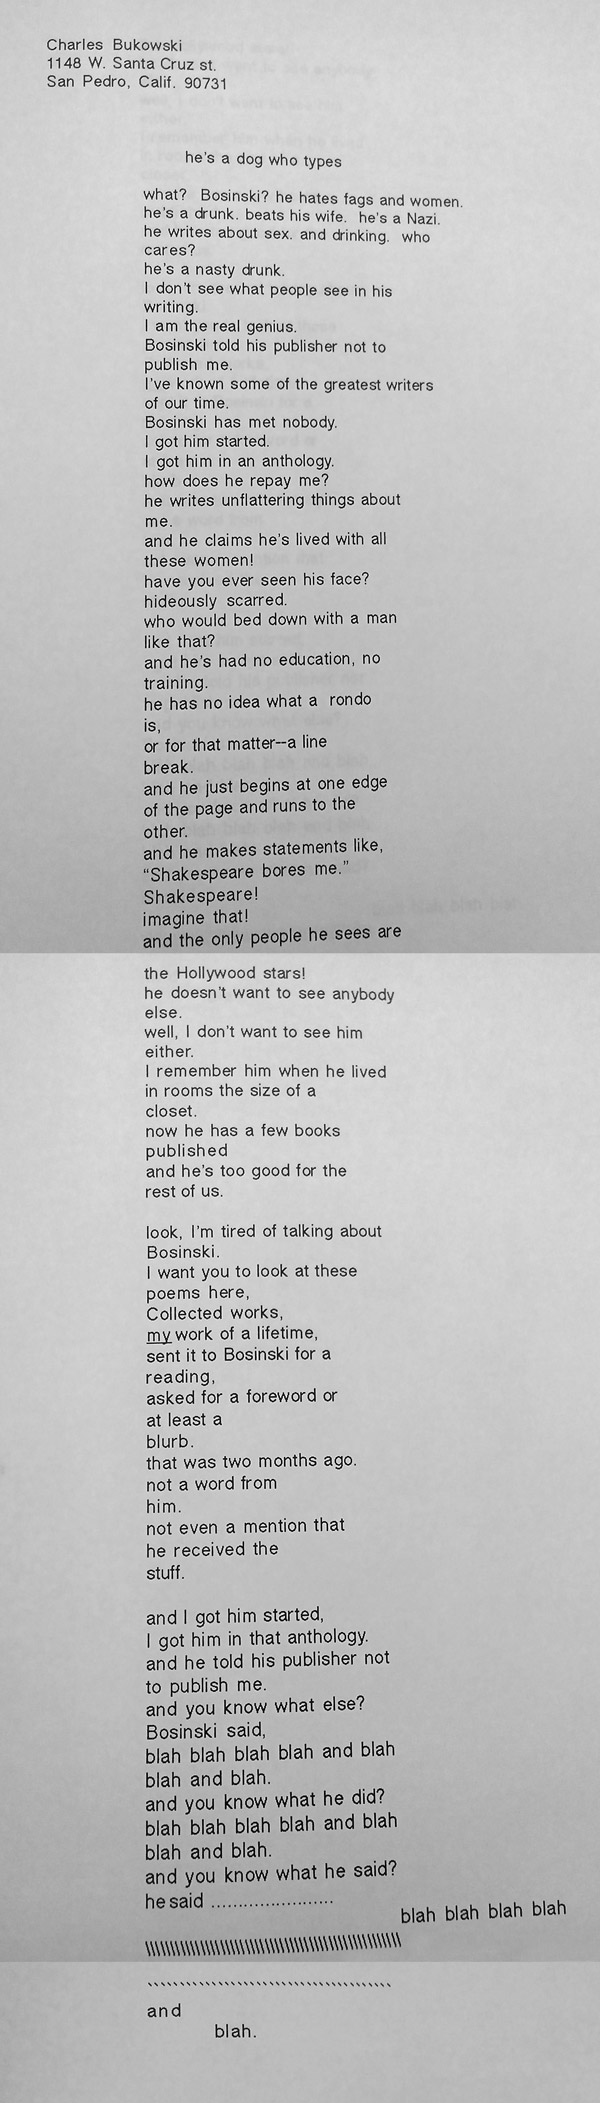 Charles Bukowski
1148 W. Santa Cruz st.
San Pedro, Calif. 90731
he's a dog who types
what? Bosinski? he hates fags and women.
he's a drunk. beats his wife. he's a Nazi.
he writes about sex. and drinking. who
cares?
he's a nasty drunk.
I don't see what people see in his
writing.
I am the real genius.
Bosinski told his publisher not to
publish me.
I've known some of the greatest writers
of our time.
Bosinski has met nobody.
I got him started.
I got him in an anthology.
how does he repay me?
he writes unflattering things about
me.
and he claims he's lived with all
these women!
have you ever seen his face?
hideously scarred.
who would bed down with a man
like that?
and he's had no education, no
training.
he has no idea what a rondo
is,
or for that matter--a line
break.
and he just begins at one edge
of the page and runs to the
other.
and he makes statements like,
“Shakespeare bores me.”
Shakespeare!
imagine that!
and the only people he sees are
the Hollywood stars!
he doesn't want to see anybody
else.
well, I don't want to see him
either.
I remember him when he lived
in rooms the size of a
closet.
now he has a few books
published
and he's too good for the
rest of us.
look, I'm tired of talking about
Bosinski.
I want you to look at these
poems here,
Collected works,
my work of a lifetime,
sent it to Bosinski for a
reading,
asked for a foreword or
at least a
blurb.
that was two months ago.
not a word from
him.
not even a mention that
he received the
stuff.
and I got him started,
I got him in that anthology.
and he told his publisher not
to publish me.
and you know what else?
Bosinski said,
blah blah blah blah and blah
blah and blah.
and you know what he did?
blah blah blah blah and blah
blah and blah.
and you know what he said?
he said .......................
blah blah blah blah
\\\\\\\\\\\\\\\\\\\\\\\\\\\\\\\\\\\\\\\\\\\\\\\\\\
``````````````````````````````````````
and
blah.